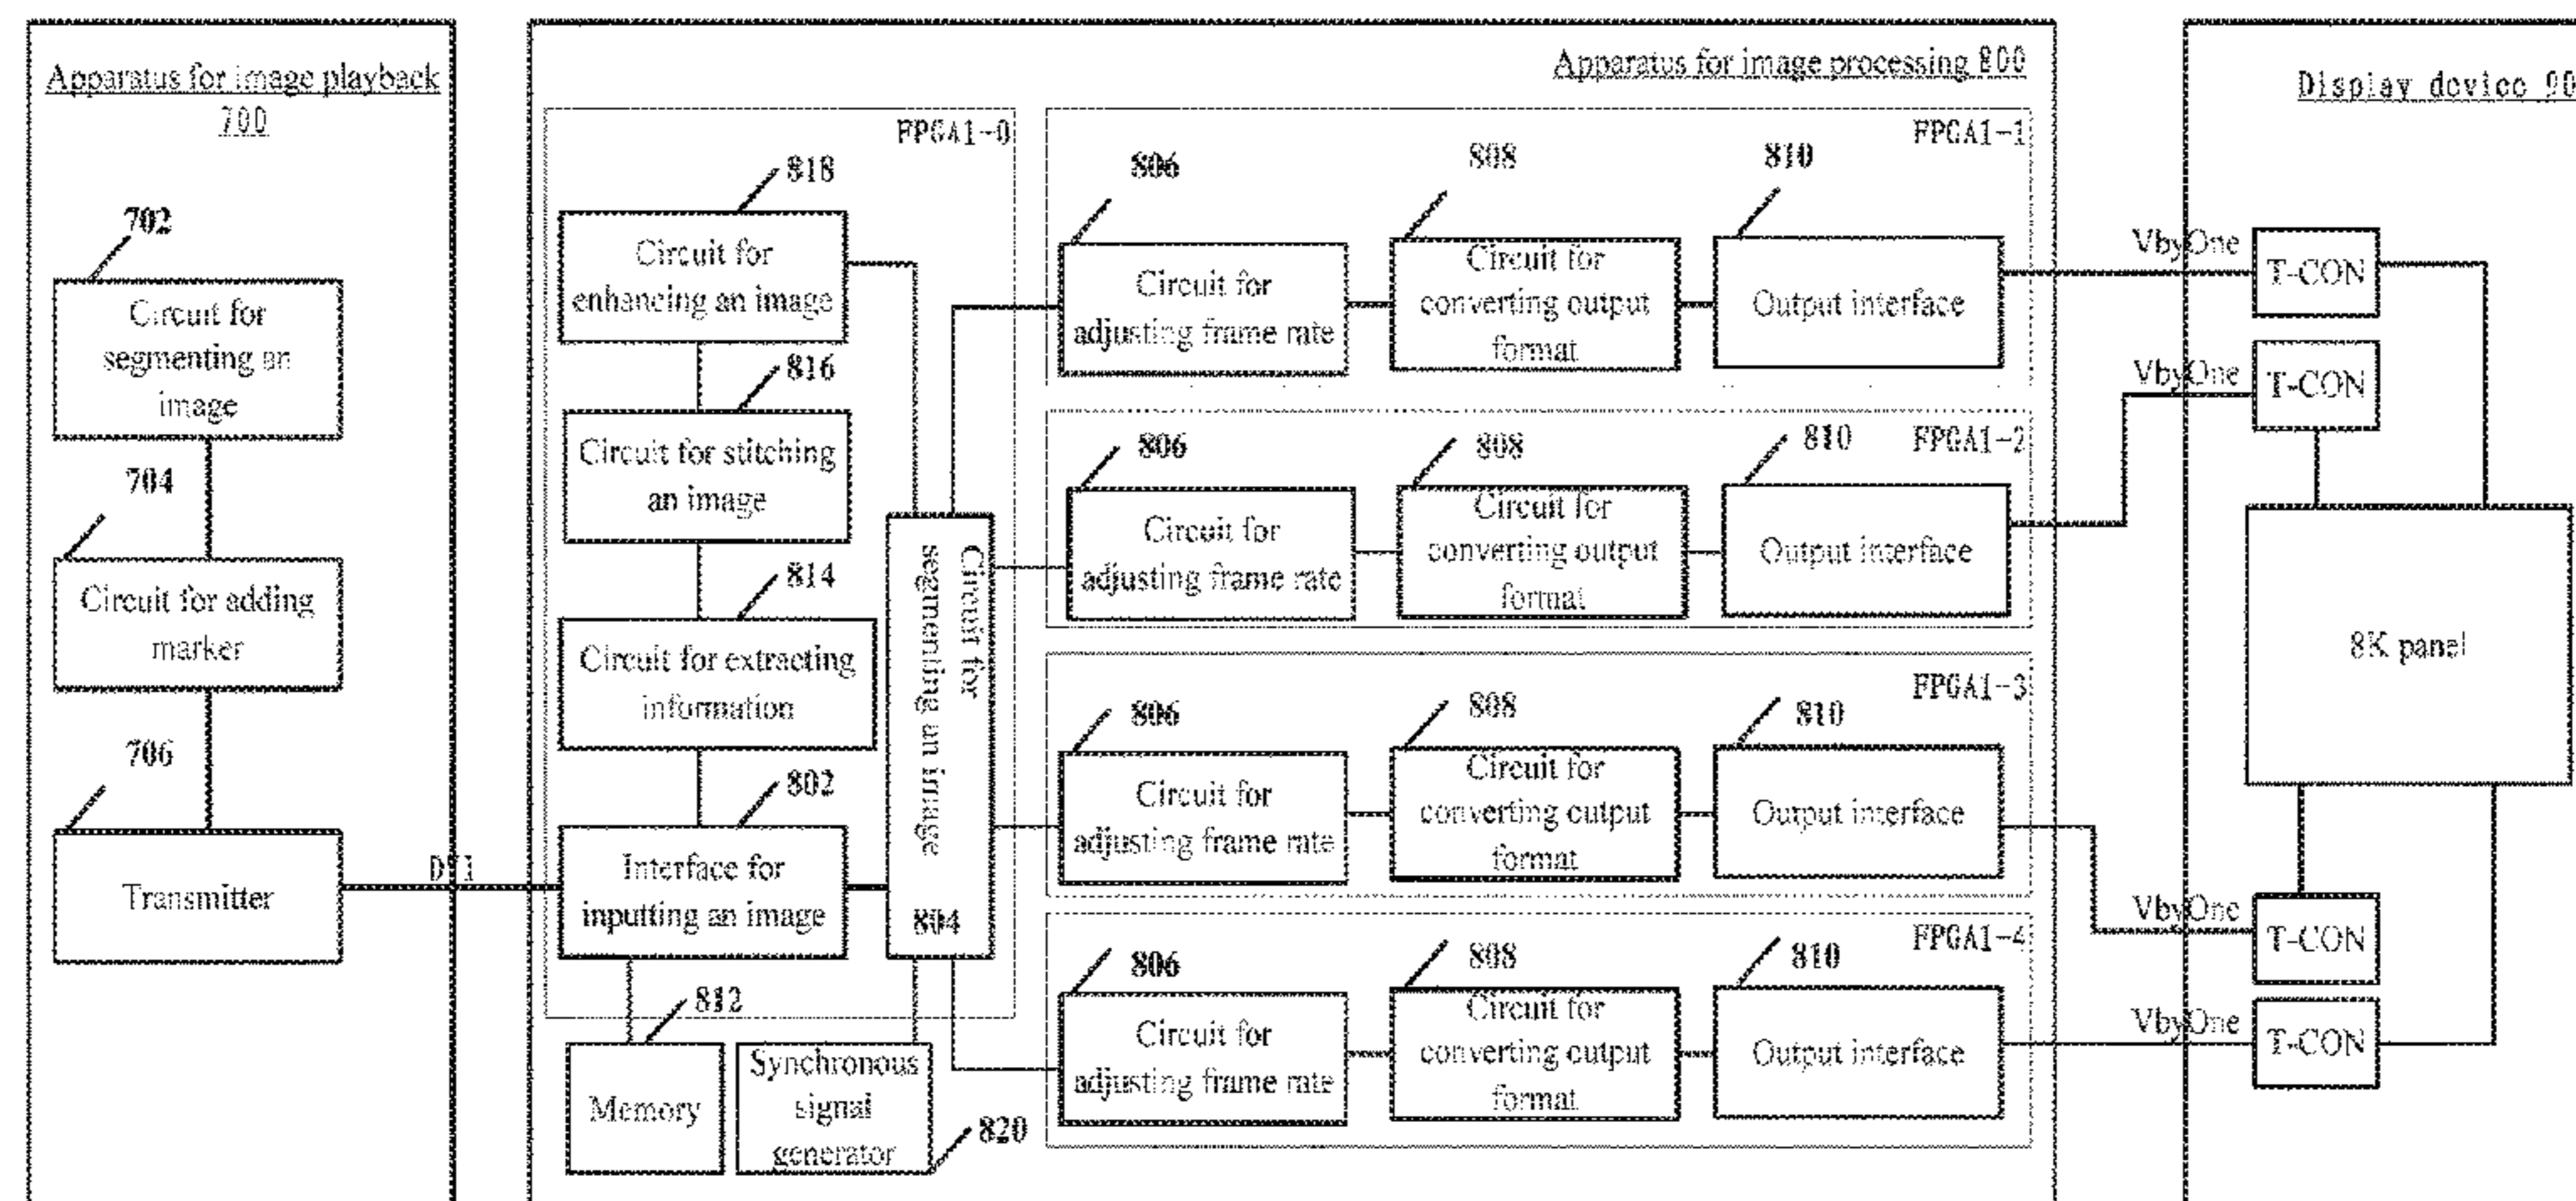 Apparatus for image playback
700
702
Circuit for
segmenting an
image
704
Circuit for adding
marker
706
Transmitter
Apparatus for image processing 800
FPGA1-0
818
Circuit for
enhancing an image
816
Circuit for stitching
an image
814
Circuit for extracting
information
802
Interface for
inputting an image
Circuit for
segmenting an image
804
812
Memory
Synchronous
signal
generator
820
FPGA1-1
806
Circuit for
adjusting frame rate
808
Circuit for
converting output
format
810
Output interface
FPGA1-2
806
Circuit for
adjusting frame rate
808
Circuit for
converting output
format
810
Output interface
FPGA1-3
806
Circuit for
adjusting frame rate
808
Circuit for
converting output
format
810
Output interface
FPGA1-4
806
Circuit for
adjusting frame rate
808
Circuit for
converting output
format
810
Output interface
Display device
VbyOne
T-CON
VbyOne
T-CON
8K panel
VbyOne
T-CON
VbyOne
T-CON